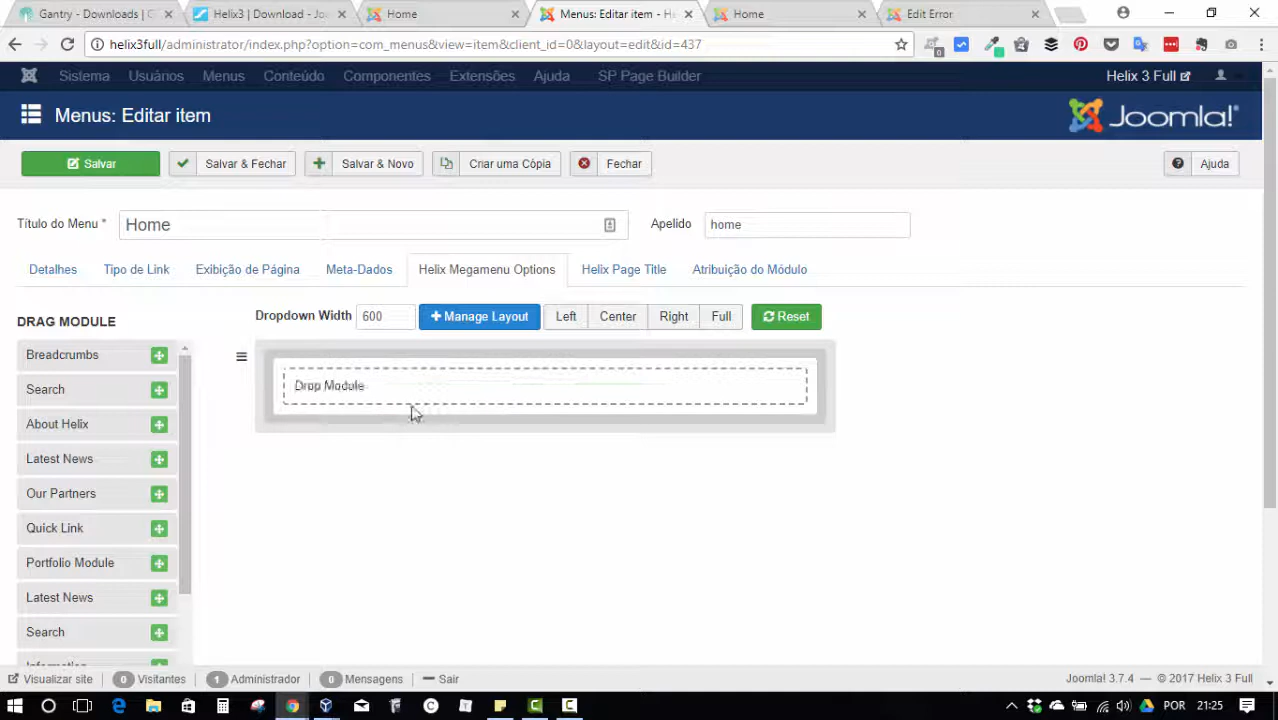 Gantry - Downloads | G
Helix3 | Download - Joo
Home
Menus: Editar item - H
Home
Edit Error
helix3full/administrator/index.php?option=com_menus&view=item&client_id=0&layout=edit&id=437
0
Sistema Usuários Menus Conteúdo Componentes Extensões Ajuda SP Page Builder Helix 3 Full
Menus: Editar item
Joomla!®
Salvar
Salvar & Fechar
Salvar & Novo
Criar uma Cópia
Fechar
Ajuda
Título do Menu * Home
Apelido home
Detalhes Tipo de Link Exibição de Página Meta-Dados Helix Megamenu Options Helix Page Title Atribuição do Módulo
DRAG MODULE
Dropdown Width 600 Manage Layout Left Center Right Full Reset
Drop Module
Breadcrumbs
Search
About Helix
Latest News
Our Partners
Quick Link
Portfolio Module
Latest News
Search
Information
Visualizar site 0 Visitantes 1 Administrador 0 Mensagens Sair
Joomla! 3.7.4 — © 2017 Helix 3 Full
POR 21:25